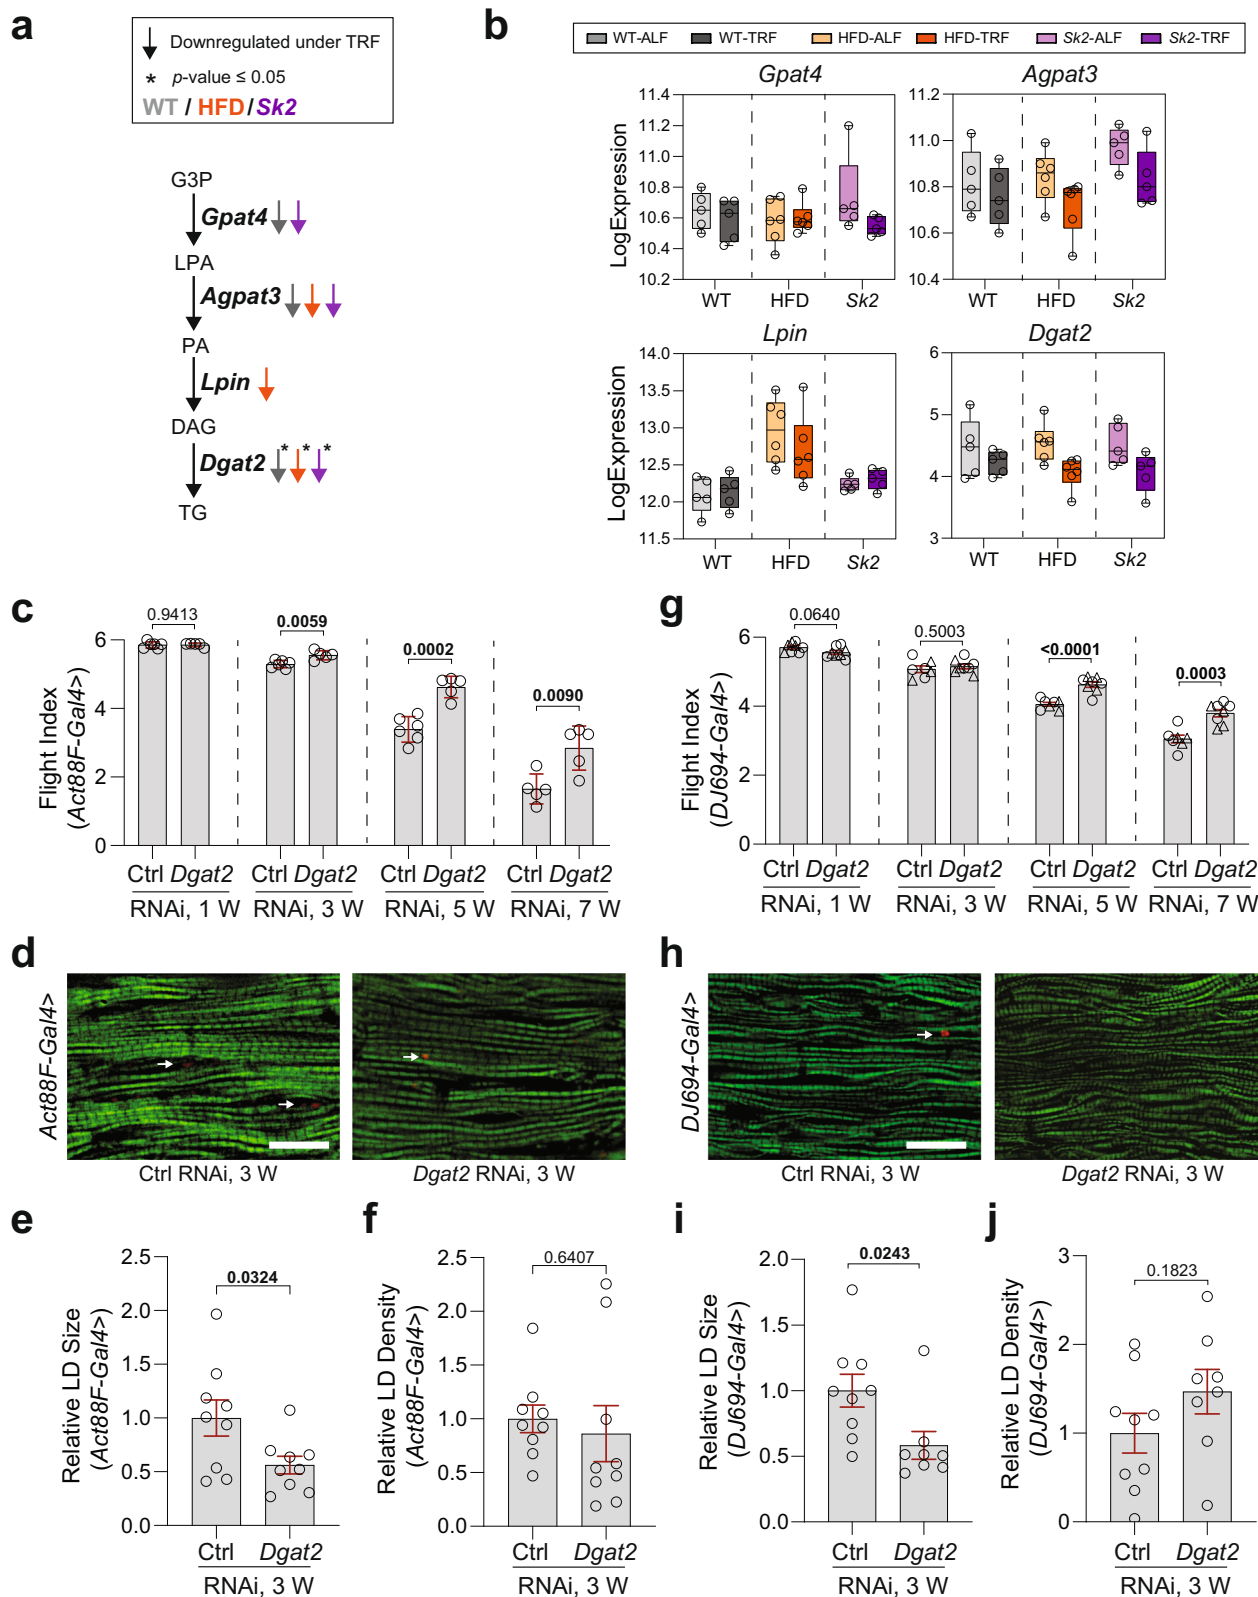 a
Downregulated under TRF
* p-value ≤ 0.05
WT / HFD / Sk2
G3P
Gpat4
LPA
Agpat3
PA
Lpin
DAG
Dgat2
* * *
TG
b
WT-ALF WT-TRF HFD-ALF HFD-TRF Sk2-ALF Sk2-TRF
Gpat4
LogExpression
11.4
11.2
11.0
10.8
10.6
10.4
10.2
WT HFD Sk2
Agpat3
11.2
11.0
10.8
10.6
10.4
WT HFD Sk2
Lpin
LogExpression
14.0
13.5
13.0
12.5
12.0
11.5
WT HFD Sk2
Dgat2
6
5
4
3
WT HFD Sk2
c
Flight Index
(Act88F-Gal4>)
6
4
2
0
0.9413
0.0059
0.0002
0.0090
Ctrl Dgat2 Ctrl Dgat2 Ctrl Dgat2 Ctrl Dgat2
RNAi, 1 W RNAi, 3 W RNAi, 5 W RNAi, 7 W
g
Flight Index
(DJ694-Gal4>)
6
4
2
0
0.0640
0.5003
<0.0001
0.0003
Ctrl Dgat2 Ctrl Dgat2 Ctrl Dgat2 Ctrl Dgat2
RNAi, 1 W RNAi, 3 W RNAi, 5 W RNAi, 7 W
d
Act88F-Gal4>
Ctrl RNAi, 3 W
Dgat2 RNAi, 3 W
h
DJ694-Gal4>
Ctrl RNAi, 3 W
Dgat2 RNAi, 3 W
e
Relative LD Size
(Act88F-Gal4>)
2.5
2.0
1.5
1.0
0.5
0.0
0.0324
Ctrl Dgat2
RNAi, 3 W
f
Relative LD Density
(Act88F-Gal4>)
2.5
2.0
1.5
1.0
0.5
0.0
0.6407
Ctrl Dgat2
RNAi, 3 W
i
Relative LD Size
(DJ694-Gal4>)
2.0
1.5
1.0
0.5
0.0
0.0243
Ctrl Dgat2
RNAi, 3 W
j
Relative LD Density
(DJ694-Gal4>)
3
2
1
0
0.1823
Ctrl Dgat2
RNAi, 3 W